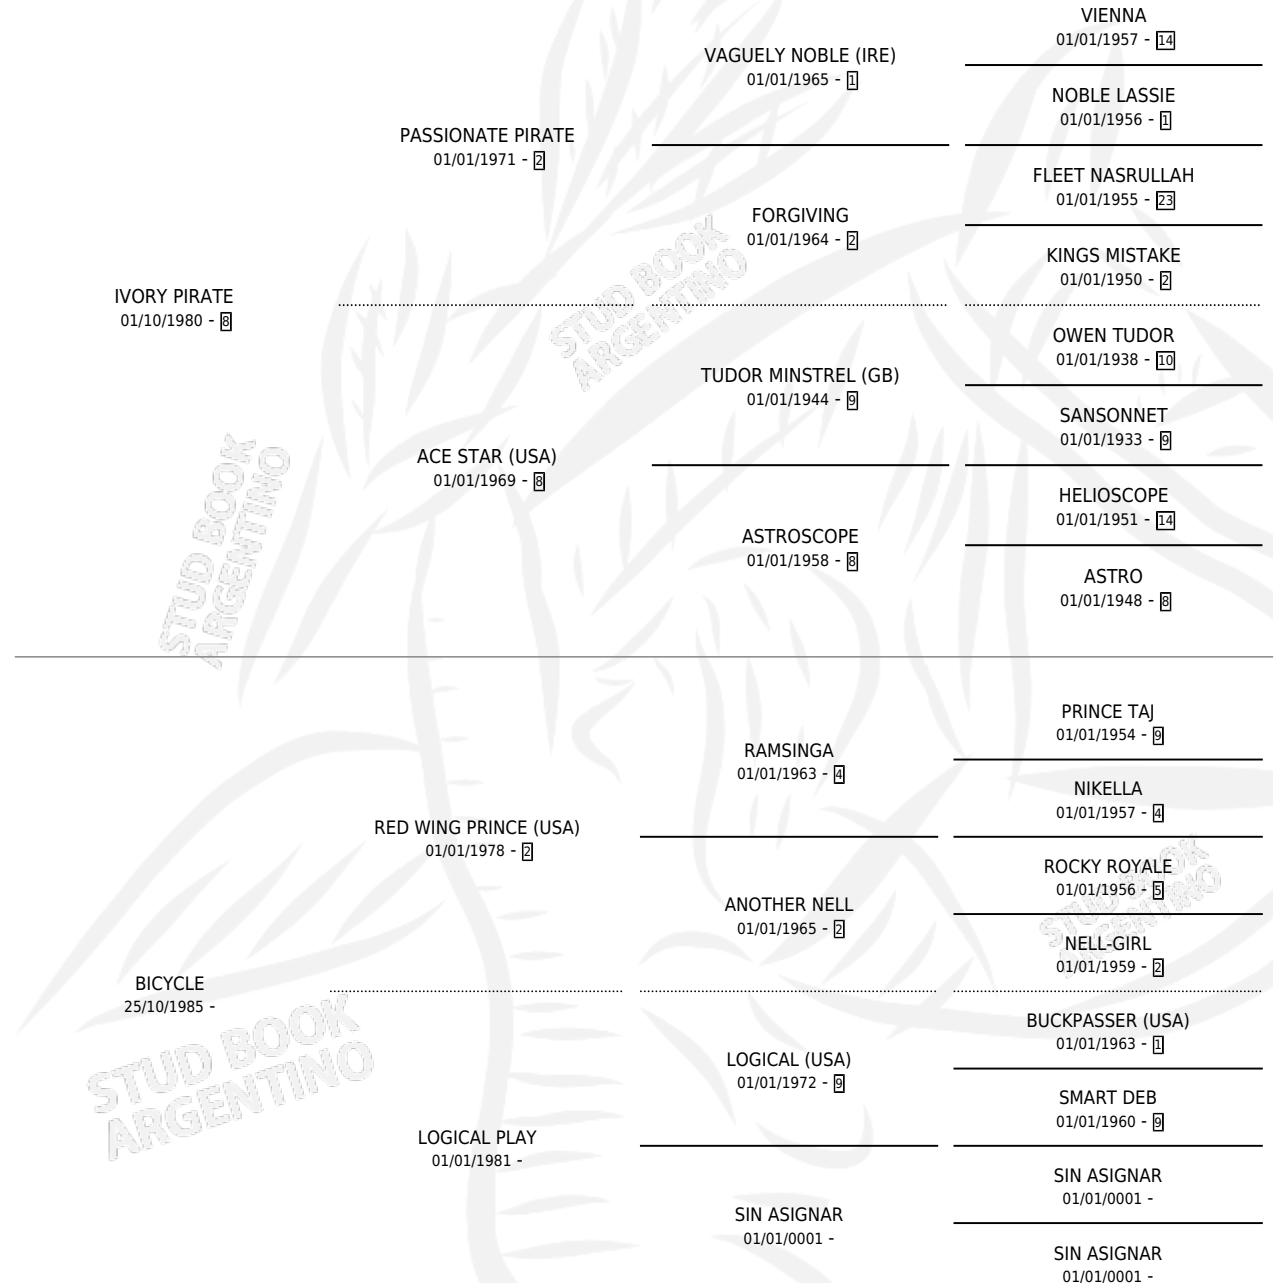 VIENNA
01/01/1957 - 14
VAGUELY NOBLE (IRE)
01/01/1965 - 1
NOBLE LASSIE
01/01/1956 - 1
PASSIONATE PIRATE
01/01/1971 - 2
FLEET NASRULLAH
01/01/1955 - 23
FORGIVING
01/01/1964 - 2
KINGS MISTAKE
01/01/1950 - 2
IVORY PIRATE
01/10/1980 - 8
OWEN TUDOR
01/01/1938 - 10
TUDOR MINSTREL (GB)
01/01/1944 - 9
SANSONNET
01/01/1933 - 9
ACE STAR (USA)
01/01/1969 - 8
HELIOSCOPE
01/01/1951 - 14
ASTROSCOPE
01/01/1958 - 8
ASTRO
01/01/1948 - 8
PRINCE TAJ
01/01/1954 - 9
RAMSINGA
01/01/1963 - 4
NIKELLA
01/01/1957 - 4
RED WING PRINCE (USA)
01/01/1978 - 2
ROCKY ROYALE
01/01/1956 - 5
ANOTHER NELL
01/01/1965 - 2
NELL-GIRL
01/01/1959 - 2
BICYCLE
25/10/1985 -
BUCKPASSER (USA)
01/01/1963 - 1
LOGICAL (USA)
01/01/1972 - 9
SMART DEB
01/01/1960 - 9
LOGICAL PLAY
01/01/1981 -
SIN ASIGNAR
01/01/0001 -
SIN ASIGNAR
01/01/0001 -
SIN ASIGNAR
01/01/0001 -
STUD BOOK
ARGENTINO
STUD BOOK
ARGENTINO
STUD BOOK
ARGENTINO
STUD BOOK
ARGENTINO